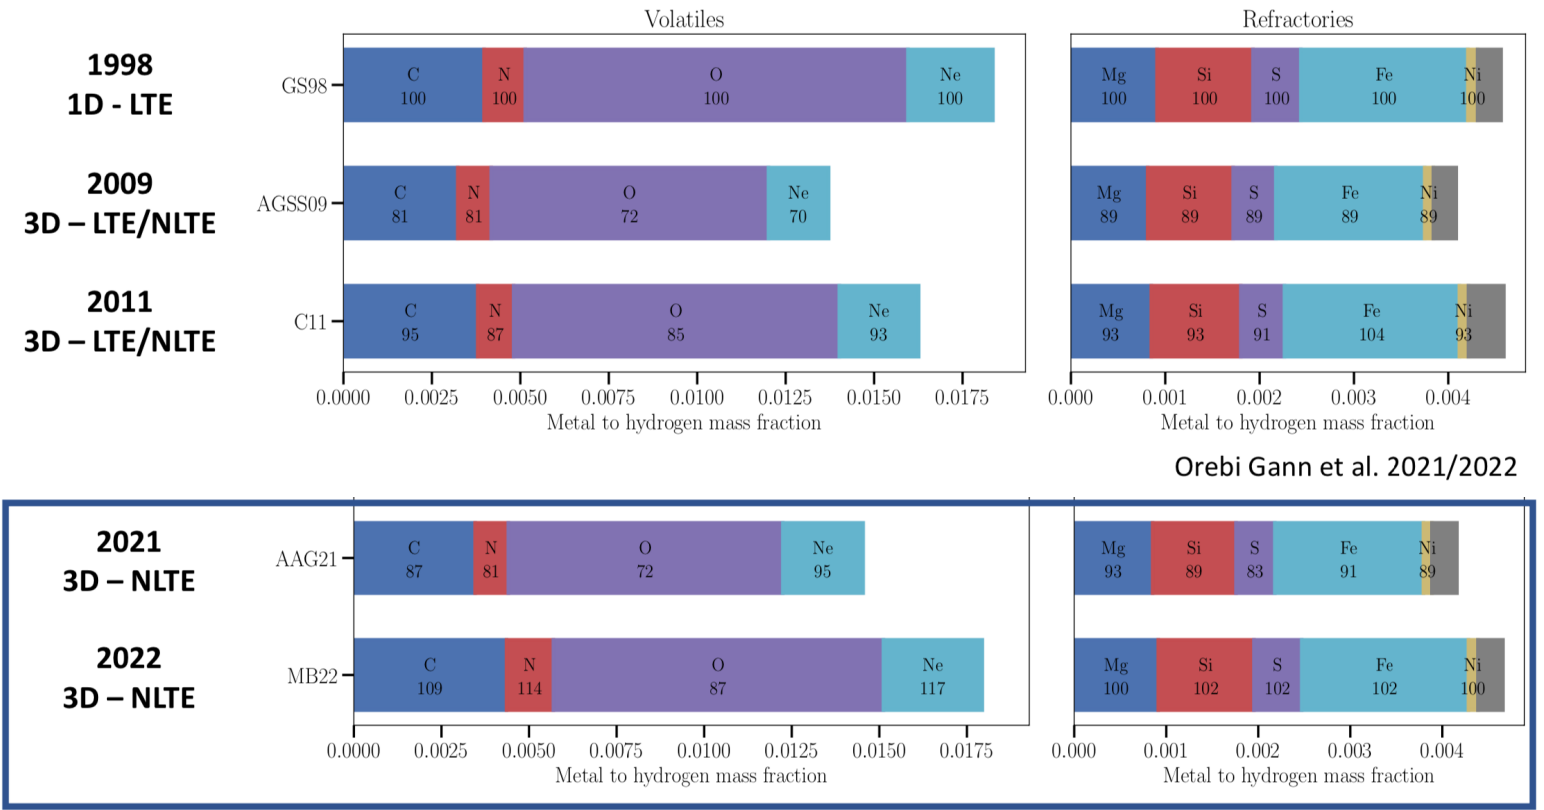 Volatiles
Refractories
1998
1D - LTE
GS98
C N O Ne
100 100 100 100
Mg Si S Fe Ni
100 100 100 100 100
2009
3D – LTE/NLTE
AGSS09
C N O Ne
81 81 72 70
Mg Si S Fe Ni
89 89 89 89 89
2011
3D – LTE/NLTE
C11
C N O Ne
95 87 85 93
Mg Si S Fe Ni
93 93 91 104 93
0.0000 0.0025 0.0050 0.0075 0.0100 0.0125 0.0150 0.0175
Metal to hydrogen mass fraction
0.000 0.001 0.002 0.003 0.004
Metal to hydrogen mass fraction
Orebi Gann et al. 2021/2022
2021
3D – NLTE
AAG21
C N O Ne
87 81 72 95
Mg Si S Fe Ni
93 89 83 91 89
2022
3D – NLTE
MB22
C N O Ne
109 114 87 117
Mg Si S Fe Ni
100 102 102 102 100
0.0000 0.0025 0.0050 0.0075 0.0100 0.0125 0.0150 0.0175
Metal to hydrogen mass fraction
0.000 0.001 0.002 0.003 0.004
Metal to hydrogen mass fraction